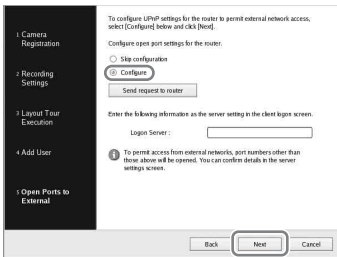 To configure UPnP settings for the router to permit external network access,
select [Configure] below and click [Next].
1 Camera
Registration
Configure open port settings for the router.
Skip configuration
2 Recording
Settings
Configure
Send request to router
3 Layout Tour
Execution
Enter the following information as the server setting in the client logon screen.
Logon Server :
4 Add User
To permit access from external networks, port numbers other than
those above will be opened. You can confirm details in the server
settings screen.
5 Open Ports to
External
Back
Next
Cancel